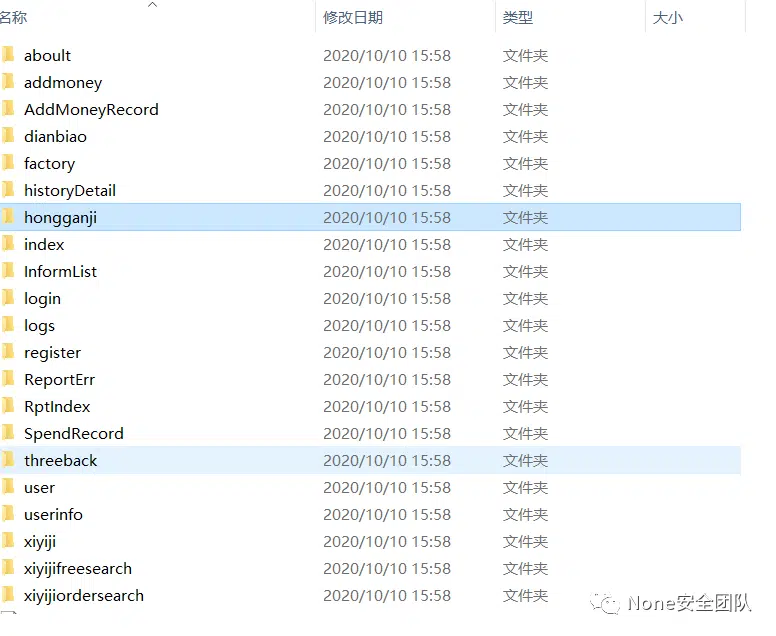 名称 修改日期 类型 大小
aboult 2020/10/10 15:58 文件夹
addmoney 2020/10/10 15:58 文件夹
AddMoneyRecord 2020/10/10 15:58 文件夹
dianbiao 2020/10/10 15:58 文件夹
factory 2020/10/10 15:58 文件夹
historyDetail 2020/10/10 15:58 文件夹
hongganji 2020/10/10 15:58 文件夹
index 2020/10/10 15:58 文件夹
InformList 2020/10/10 15:58 文件夹
login 2020/10/10 15:58 文件夹
logs 2020/10/10 15:58 文件夹
register 2020/10/10 15:58 文件夹
ReportErr 2020/10/10 15:58 文件夹
RptIndex 2020/10/10 15:58 文件夹
SpendRecord 2020/10/10 15:58 文件夹
threeback 2020/10/10 15:58 文件夹
user 2020/10/10 15:58 文件夹
userinfo 2020/10/10 15:58 文件夹
xiyiji 2020/10/10 15:58 文件夹
xiyijifreesearch 2020/10/10 15:58 文件夹
xiyijiordersearch 2020/10/10 15:58 文件夹
None安全团队